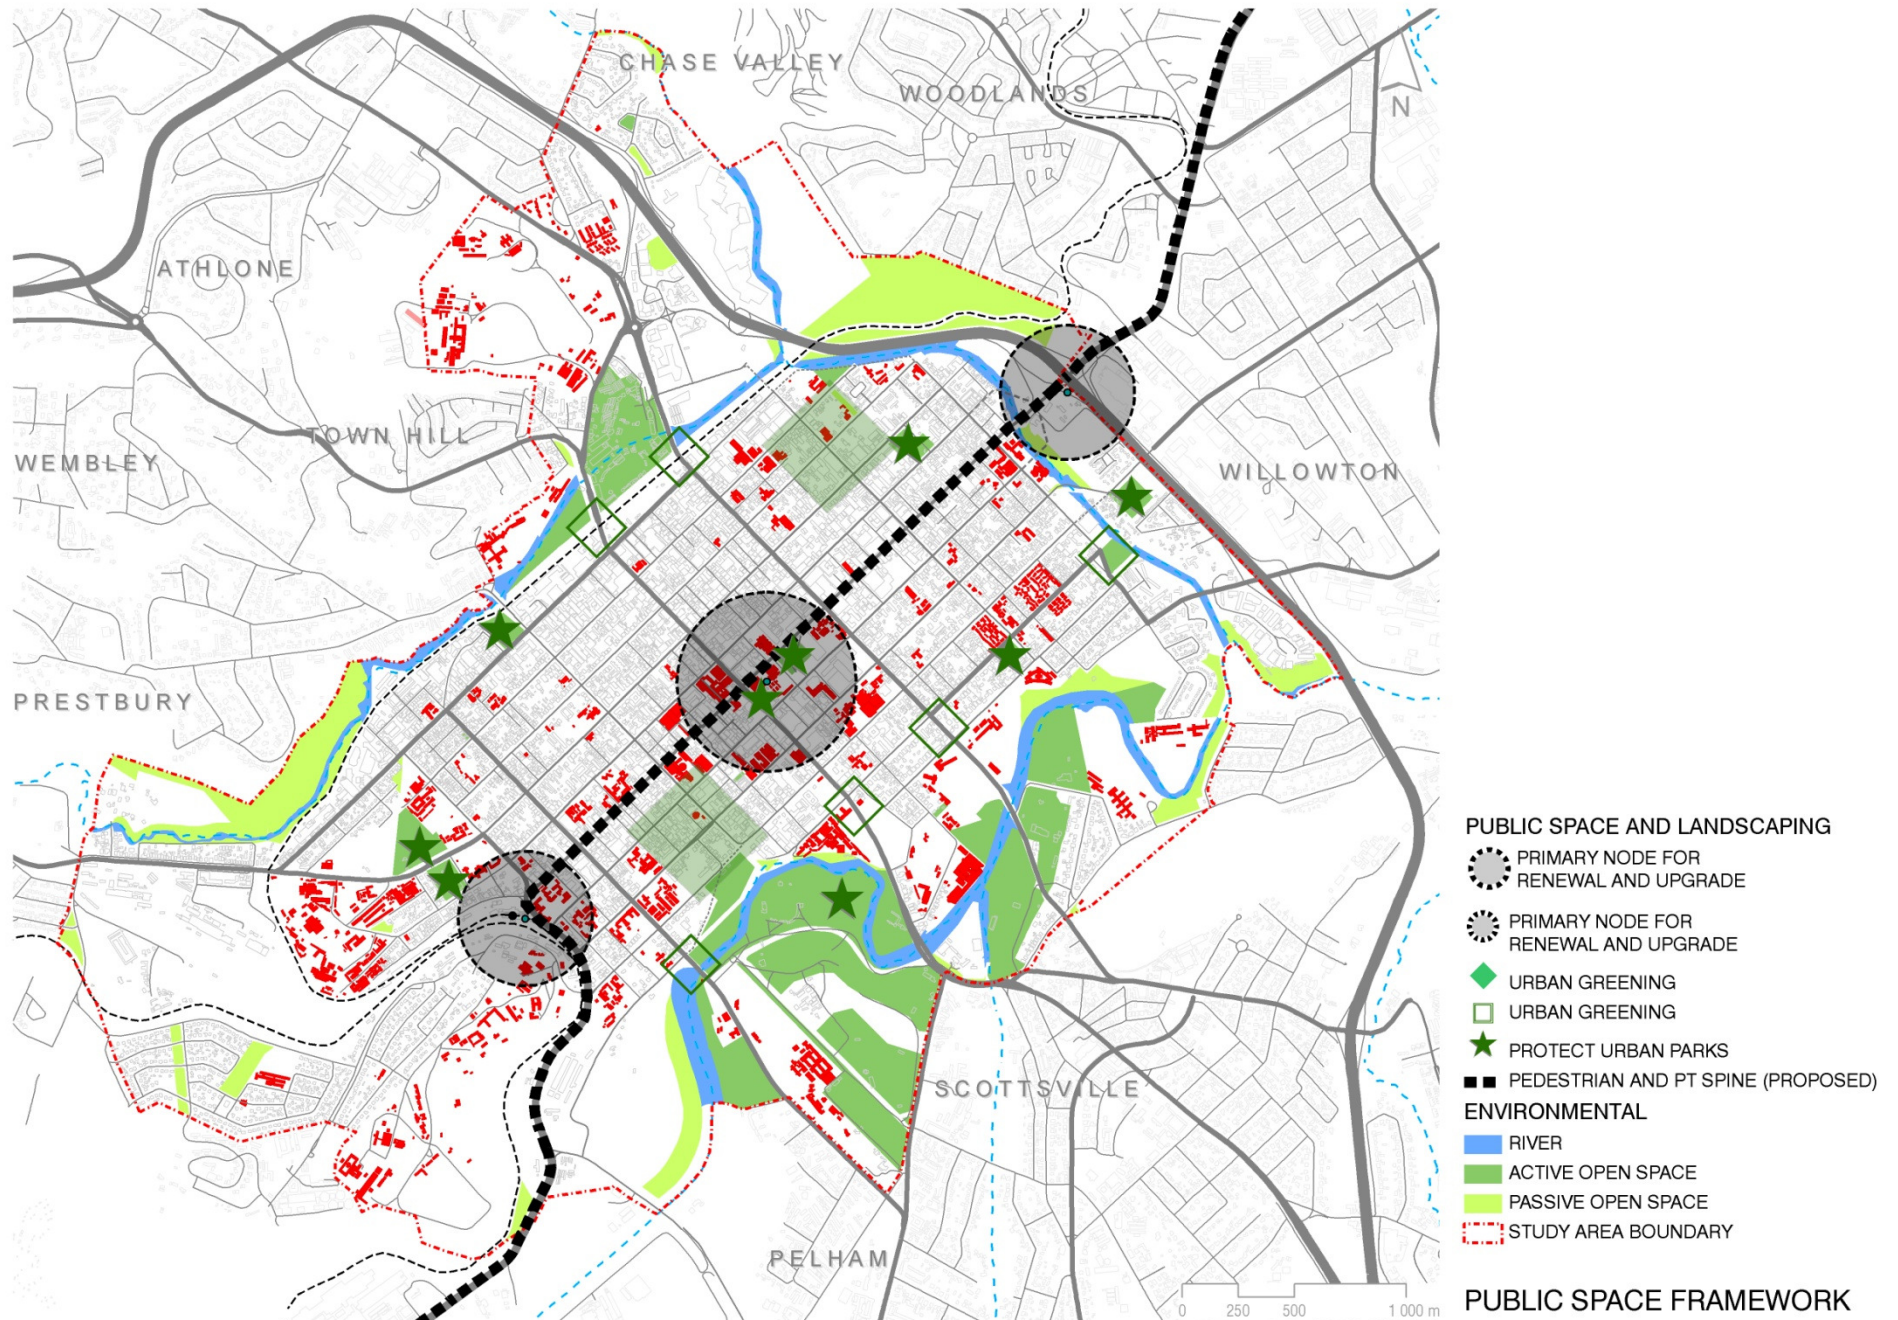 CHASE VALLEY
WOODLANDS
N
ATHLONE
TOWN HILL
WEMBLEY
WILLOWTON
PRESTBURY
SCOTTSVILLE
PELHAM
0 250 500 1 000 m
PUBLIC SPACE AND LANDSCAPING
PRIMARY NODE FOR
RENEWAL AND UPGRADE
PRIMARY NODE FOR
RENEWAL AND UPGRADE
URBAN GREENING
URBAN GREENING
PROTECT URBAN PARKS
PEDESTRIAN AND PT SPINE (PROPOSED)
ENVIRONMENTAL
RIVER
ACTIVE OPEN SPACE
PASSIVE OPEN SPACE
STUDY AREA BOUNDARY
PUBLIC SPACE FRAMEWORK